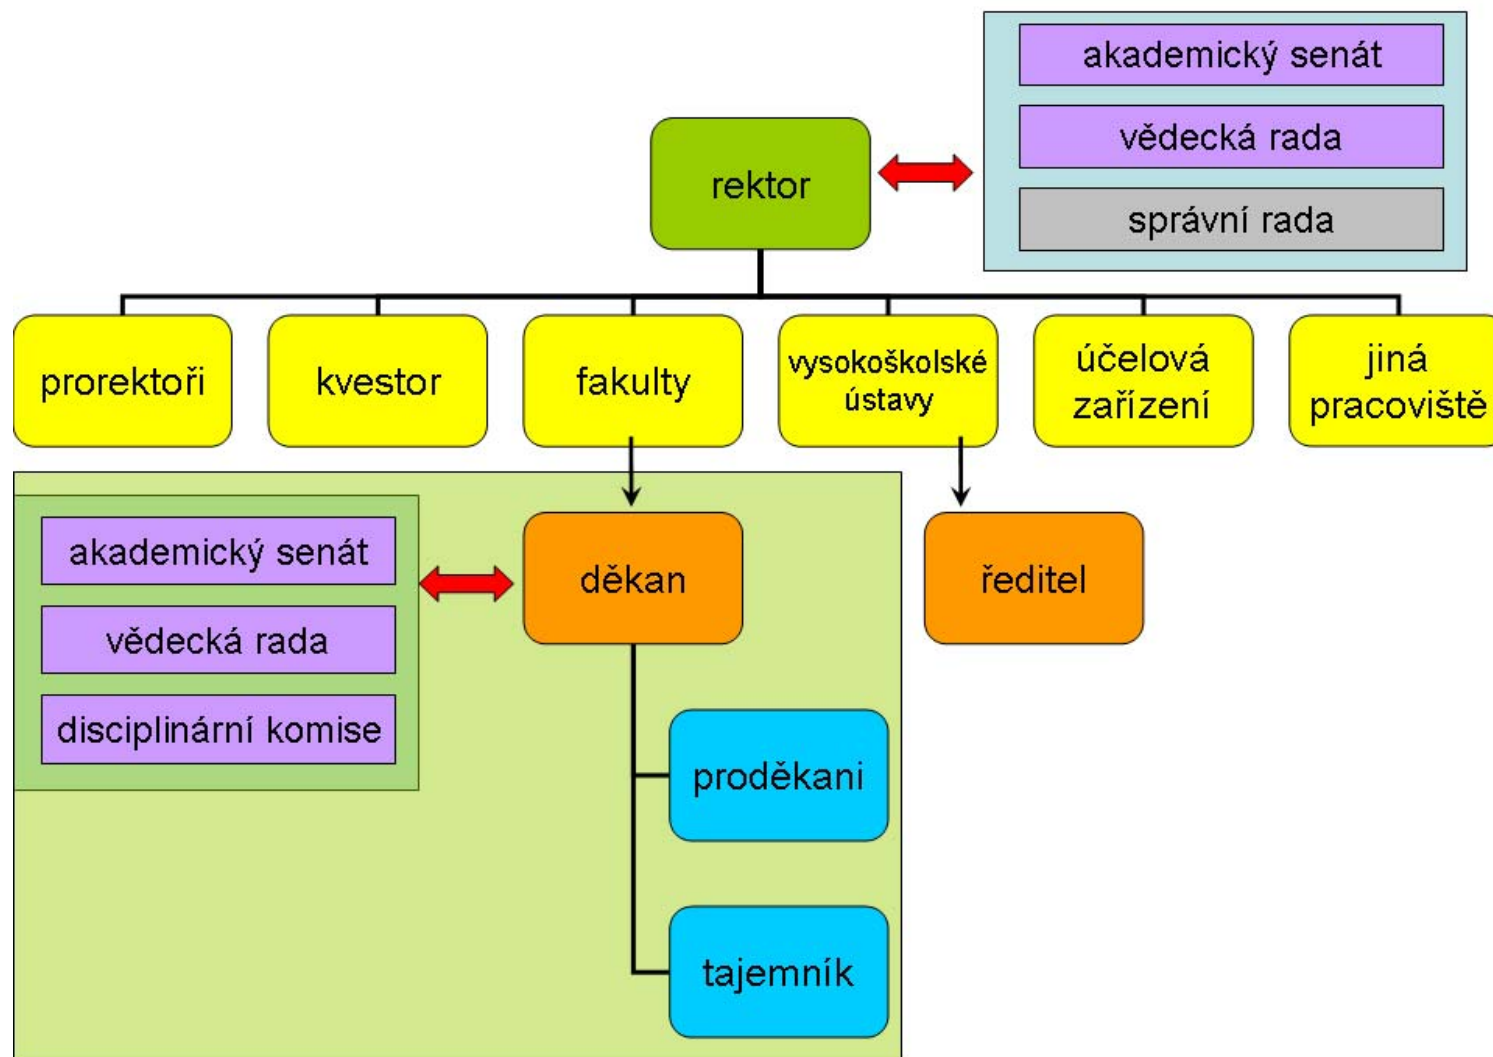 akademický senát
vědecká rada
správní rada
rektor
prorektoři
kvestor
fakulty
vysokoškolské
ústavy
účelová
zařízení
jiná
pracoviště
akademický senát
vědecká rada
disciplinární komise
děkan
ředitel
proděkani
tajemník